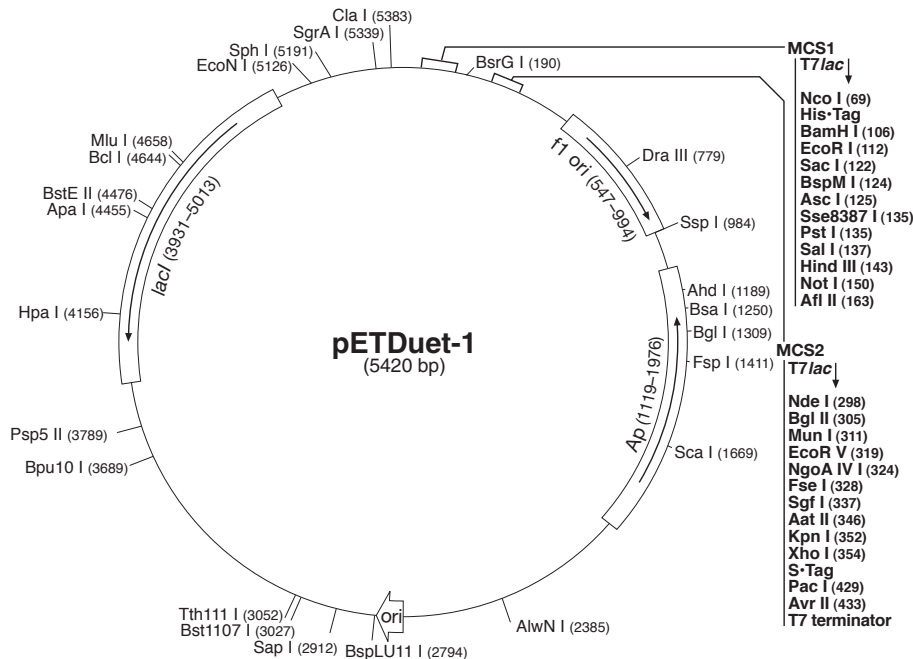 Cla I (5383)
SgrA I (5339)
Sph I (5191)
EcoN I (5126)
Mlu I (4658)
Bcl I (4644)
BstE II (4476)
Apa I (4455)
Hpa I (4156)
Psp5 II (3789)
Bpu10 I (3689)
Tth111 I (3052)
Bst1107 I (3027)
Sap I (2912)
BspLU11 I (2794)
AlwN I (2385)
BsrG I (190)
Dra III (779)
Ssp I (984)
Ahd I (1189)
Bsa I (1250)
Bgl I (1309)
Fsp I (1411)
Sca I (1669)
lacI (3931–5013)
f1 ori (547–994)
Ap (1119–1976)
ori
pETDuet-1
(5420 bp)
MCS1
T7lac
Nco I (69)
His•Tag
BamH I (106)
EcoR I (112)
Sac I (122)
BspM I (124)
Asc I (125)
Sse8387 I (135)
Pst I (135)
Sal I (137)
Hind III (143)
Not I (150)
Afl II (163)
MCS2
T7lac
Nde I (298)
Bgl II (305)
Mun I (311)
EcoR V (319)
NgoA IV I (324)
Fse I (328)
Sgf I (337)
Aat II (346)
Kpn I (352)
Xho I (354)
S•Tag
Pac I (429)
Avr II (433)
T7 terminator